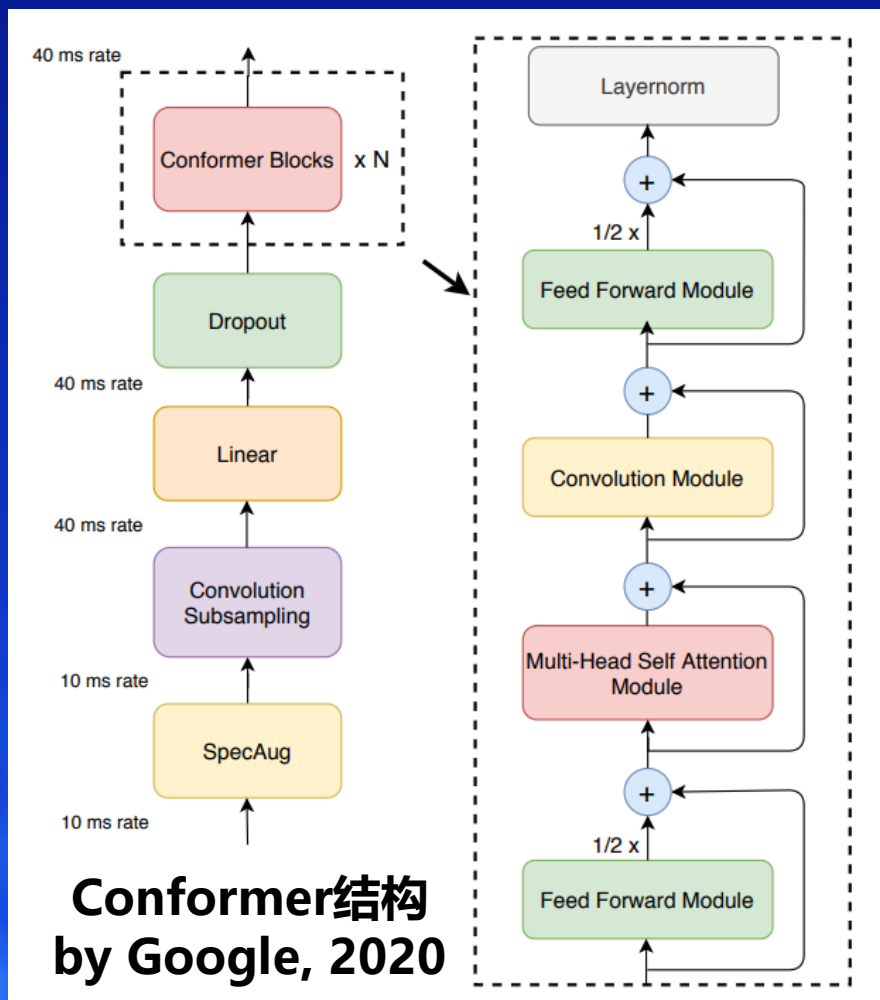 40 ms rate
Conformer Blocks
x N
Dropout
40 ms rate
Linear
40 ms rate
Convolution
Subsampling
10 ms rate
SpecAug
10 ms rate
Conformer结构
by Google, 2020
Layernorm
+
1/2 x
Feed Forward Module
+
Convolution Module
+
Multi-Head Self Attention
Module
+
1/2 x
Feed Forward Module